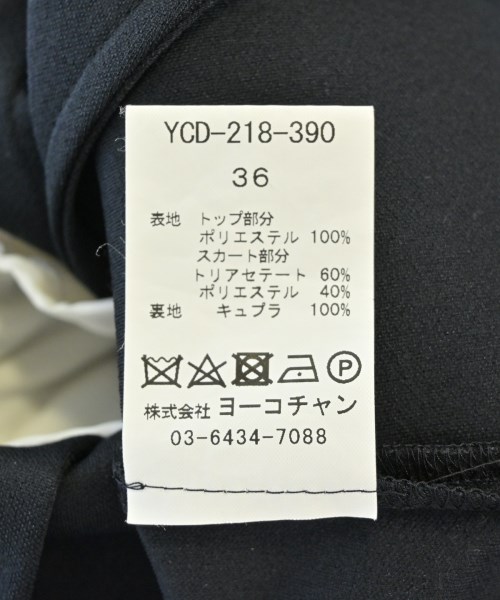 YCD-218-390
36
表地 トップ部分
ポリエステル 100%
スカート部分
トリアセテート 60%
ポリエステル 40%
裏地 キュプラ 100%
P
株式会社 ヨーコチャン
03-6434-7088